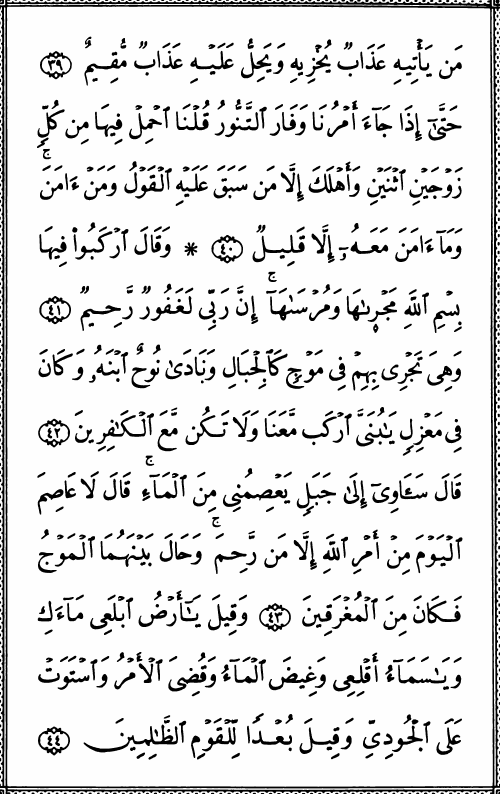 مَن يَأْتِيهِ عَذَابٌ يُخْزِيهِ وَيَحِلُّ عَلَيْهِ عَذَابٌ مُّقِيمٌ ٣٩
حَتَّىٰٓ إِذَا جَآءَ أَمْرُنَا وَفَارَ ٱلتَّنُّورُ قُلْنَا ٱحْمِلْ فِيهَا مِن كُلٍّ
زَوْجَيْنِ ٱثْنَيْنِ وَأَهْلَكَ إِلَّا مَن سَبَقَ عَلَيْهِ ٱلْقَوْلُ وَمَنْ ءَامَنَ ۚ
وَمَآ ءَامَنَ مَعَهُۥٓ إِلَّا قَلِيلٌ ٤٠ * وَقَالَ ٱرْكَبُوا۟ فِيهَا
بِسْمِ ٱللَّهِ مَجْر۪ىٰهَا وَمُرْسَىٰهَآ ۚ إِنَّ رَبِّى لَغَفُورٌ رَّحِيمٌ ٤١
وَهِىَ تَجْرِى بِهِمْ فِى مَوْجٍ كَٱلْجِبَالِ وَنَادَىٰ نُوحٌ ٱبْنَهُۥ وَكَانَ
فِى مَعْزِلٍ يَٰبُنَىَّ ٱرْكَب مَّعَنَا وَلَا تَكُن مَّعَ ٱلْكَٰفِرِينَ ٤٢
قَالَ سَـَٔاوِىٓ إِلَىٰ جَبَلٍ يَعْصِمُنِى مِنَ ٱلْمَآءِ ۚ قَالَ لَا عَاصِمَ
ٱلْيَوْمَ مِنْ أَمْرِ ٱللَّهِ إِلَّا مَن رَّحِمَ ۚ وَحَالَ بَيْنَهُمَا ٱلْمَوْجُ
فَكَانَ مِنَ ٱلْمُغْرَقِينَ ٤٣ وَقِيلَ يَٰٓأَرْضُ ٱبْلَعِى مَآءَكِ
وَيَٰسَمَآءُ أَقْلِعِى وَغِيضَ ٱلْمَآءُ وَقُضِىَ ٱلْأَمْرُ وَٱسْتَوَتْ
عَلَى ٱلْجُودِىِّ وَقِيلَ بُعْدًا لِّلْقَوْمِ ٱلظَّٰلِمِينَ ٤٤